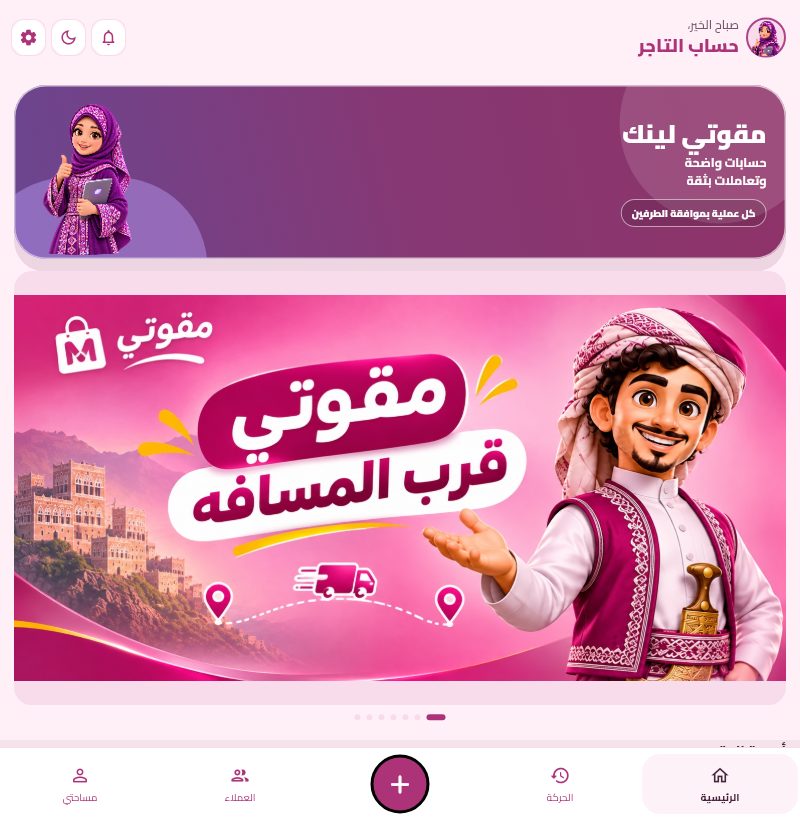 صباح الخير،
حساب التاجر
مقوتي لينك
حسابات واضحة
وتعاملات بثقة
كل عملية بموافقة الطرفين
مقوتي
M
مقوتي
قرب المسافه
الرئيسية
الحركة
+
العملاء
مساحتي